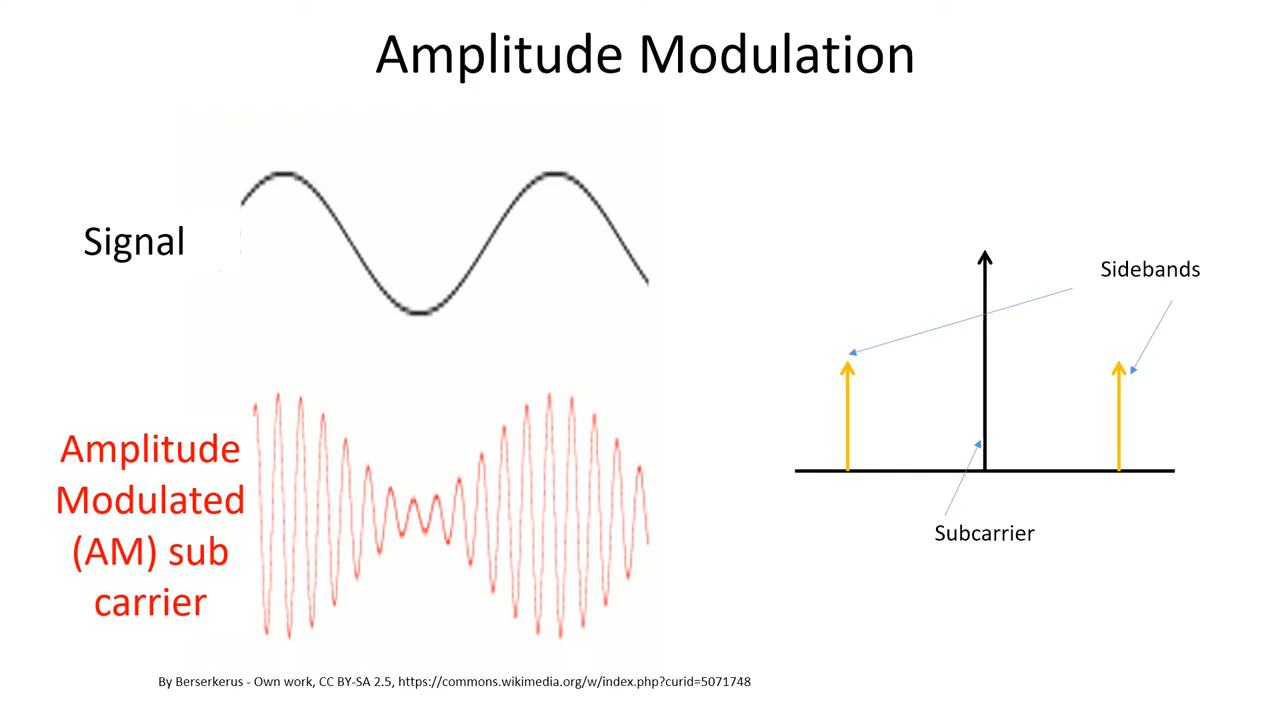 Amplitude Modulation
Signal
Sidebands
Amplitude
Modulated
(AM) sub
carrier
Subcarrier
By Berserkerus - Own work, CC BY-SA 2.5, https://commons.wikimedia.org/w/index.php?curid=5071748